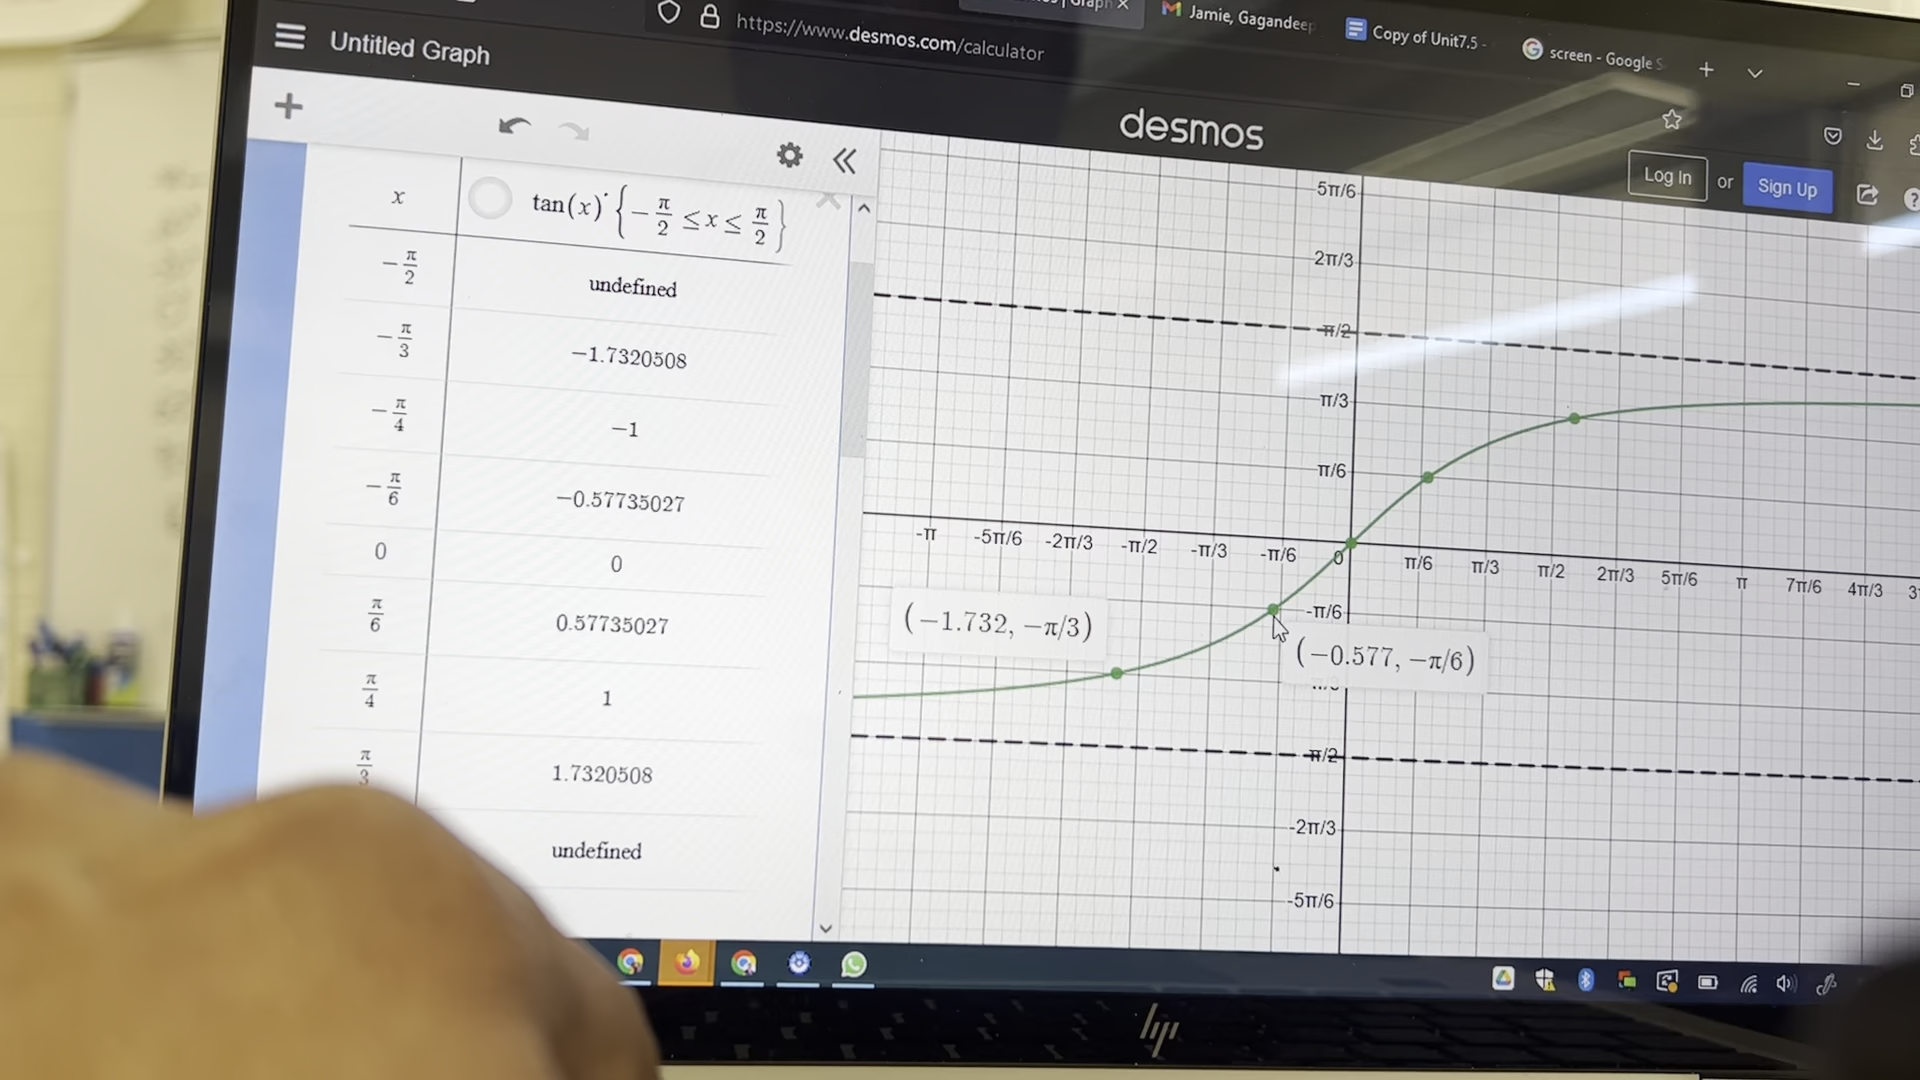 https://www.desmos.com/calculator
Jamie, Gagandeep
Copy of Unit7.5 -
screen - Google S
Untitled Graph
desmos
Log In
or
Sign Up
x
tan(x) {-π/2 ≤ x ≤ π/2}
-π/2
undefined
-π/3
−1.7320508
-π/4
−1
-π/6
−0.57735027
0
0
π/6
0.57735027
π/4
1
π/3
1.7320508
undefined
5π/6
2π/3
π/2
π/3
π/6
-π
-5π/6
-2π/3
-π/2
-π/3
-π/6
0
π/6
π/3
π/2
2π/3
5π/6
π
7π/6
4π/3
-π/6
(−1.732, −π/3)
(−0.577, −π/6)
-π/2
-2π/3
-5π/6
hp